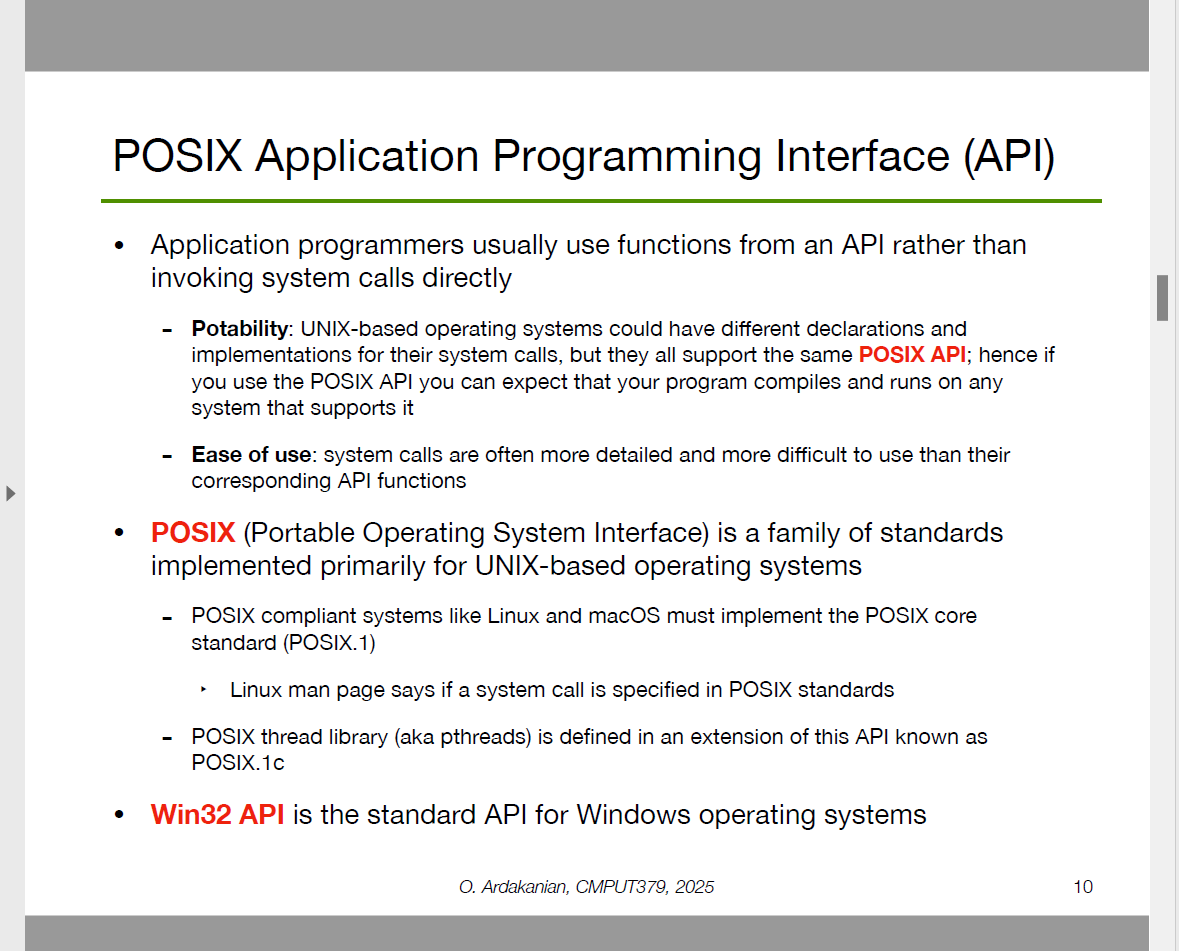 POSIX Application Programming Interface (API)
• Application programmers usually use functions from an API rather than
invoking system calls directly
– Potability: UNIX-based operating systems could have different declarations and
implementations for their system calls, but they all support the same POSIX API; hence if
you use the POSIX API you can expect that your program compiles and runs on any
system that supports it
– Ease of use: system calls are often more detailed and more difficult to use than their
corresponding API functions
• POSIX (Portable Operating System Interface) is a family of standards
implemented primarily for UNIX-based operating systems
– POSIX compliant systems like Linux and macOS must implement the POSIX core
standard (POSIX.1)
‣ Linux man page says if a system call is specified in POSIX standards
– POSIX thread library (aka pthreads) is defined in an extension of this API known as
POSIX.1c
• Win32 API is the standard API for Windows operating systems
O. Ardakanian, CMPUT379, 2025
10